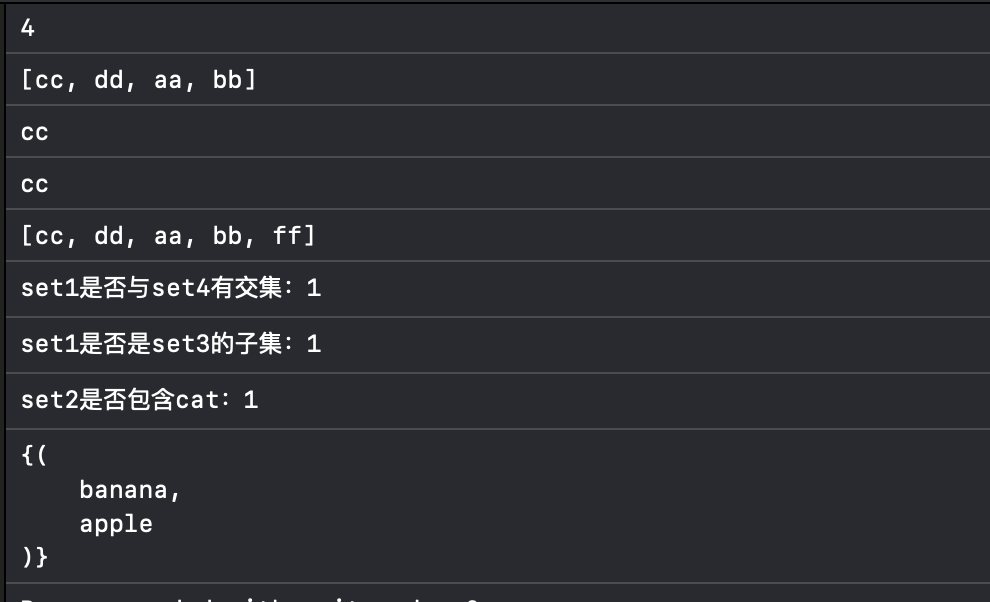 4
[cc, dd, aa, bb]
cc
cc
[cc, dd, aa, bb, ff]
set1是否与set4有交集：1
set1是否是set3的子集：1
set2是否包含cat：1
{(
    banana,
    apple
)}